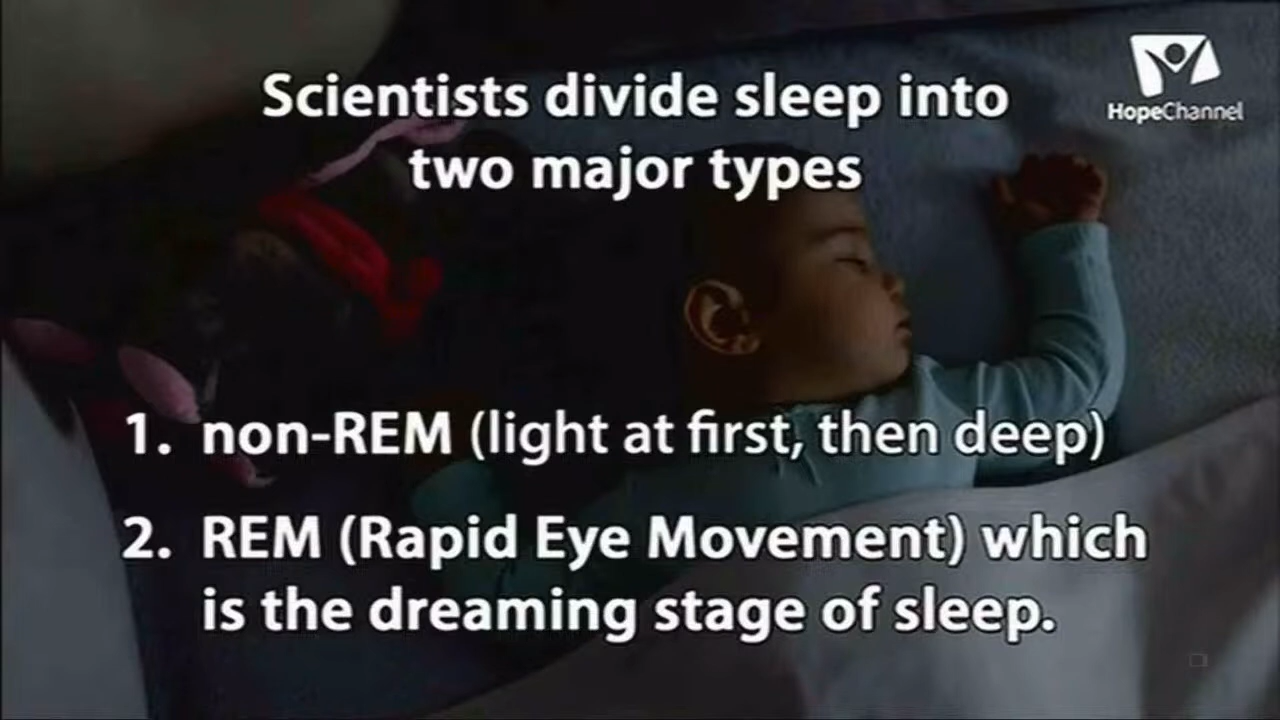 Scientists divide sleep into
two major types
HopeChannel
1. non-REM (light at first, then deep)
2. REM (Rapid Eye Movement) which
is the dreaming stage of sleep.